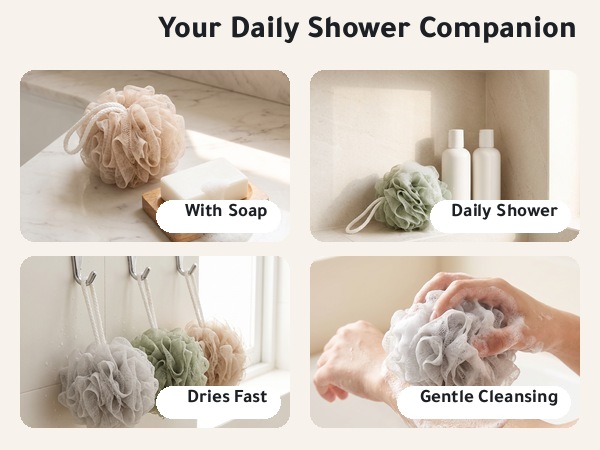 Your Daily Shower Companion
With Soap
Daily Shower
Dries Fast
Gentle Cleansing